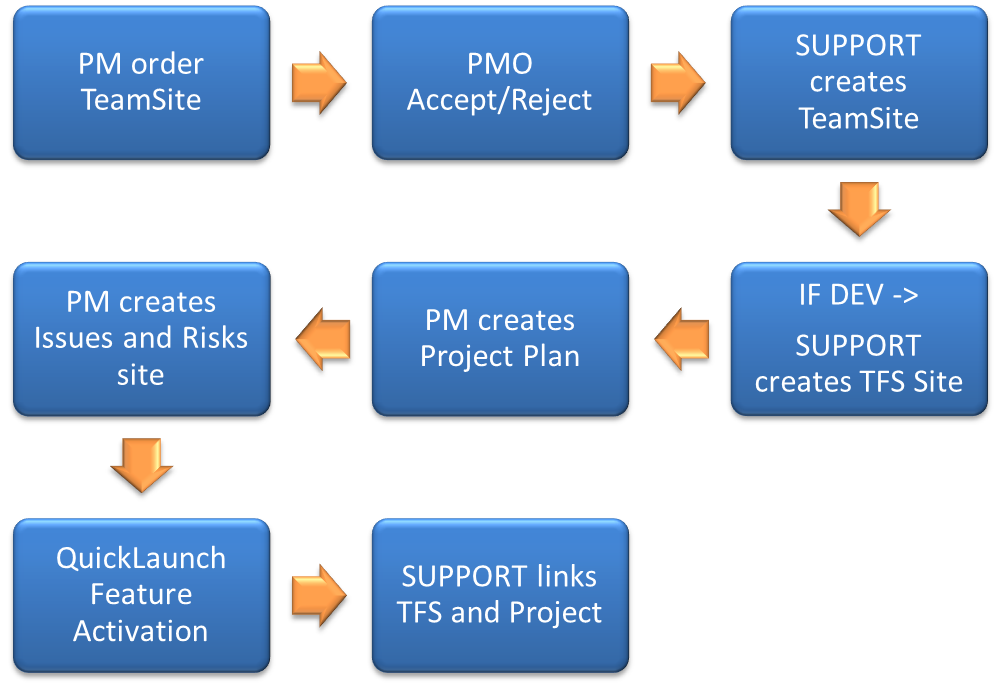 PM order
TeamSite
PMO
Accept/Reject
SUPPORT
creates
TeamSite
IF DEV ->
SUPPORT
creates TFS Site
PM creates
Project Plan
PM creates
Issues and Risks
site
QuickLaunch
Feature
Activation
SUPPORT links
TFS and Project